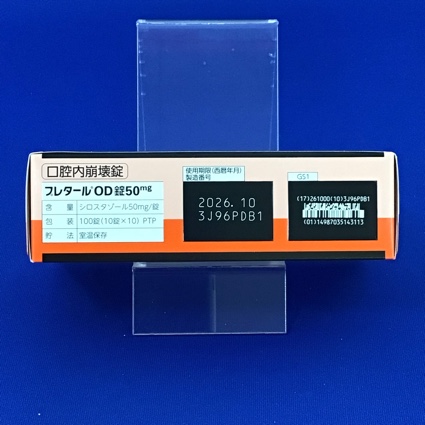 口腔内崩壊錠
プレタール®OD錠50mg
含 量 シロスタゾール50mg/錠
包 装 100錠(10錠×10) PTP
貯 法 室温保存
使用期限(西暦年月)
製造番号
2026.10
3J96PDB1
GS1
(17)261000(10)3J96PDB1
(01)14987035143113